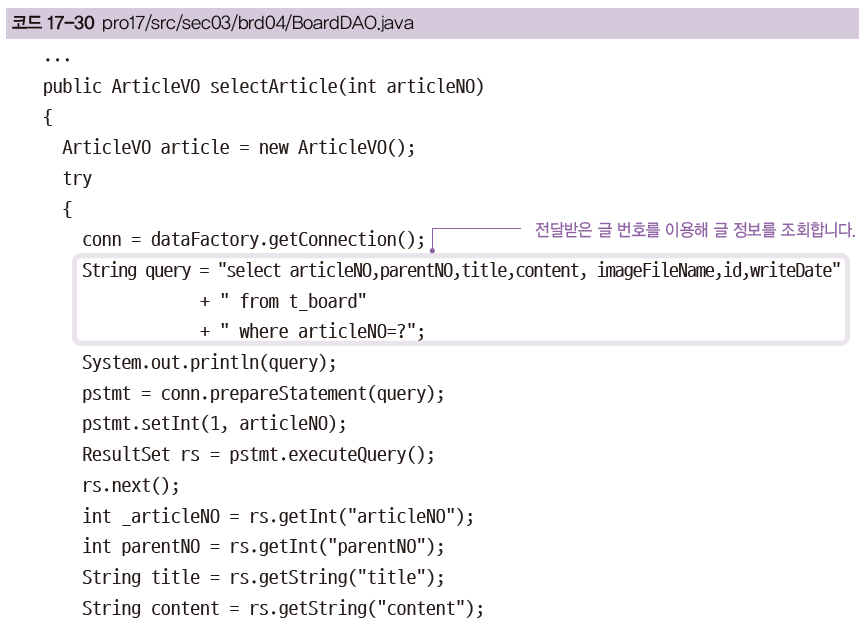 코드 17-30 pro17/src/sec03/brd04/BoardDAO.java
...
public ArticleVO selectArticle(int articleNO)
{
ArticleVO article = new ArticleVO();
try
{
conn = dataFactory.getConnection();
전달받은 글 번호를 이용해 글 정보를 조회합니다.
String query = "select articleNO,parentNO,title,content, imageFileName,id,writeDate"
+ " from t_board"
+ " where articleNO=?";
System.out.println(query);
pstmt = conn.prepareStatement(query);
pstmt.setInt(1, articleNO);
ResultSet rs = pstmt.executeQuery();
rs.next();
int _articleNO = rs.getInt("articleNO");
int parentNO = rs.getInt("parentNO");
String title = rs.getString("title");
String content = rs.getString("content");